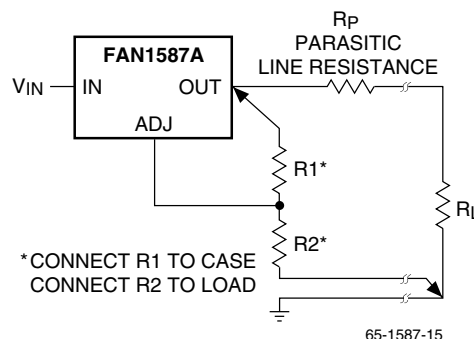 RP
PARASITIC
LINE RESISTANCE
FAN1587A
VIN
IN
OUT
ADJ
R1*
RL
R2*
*CONNECT R1 TO CASE
CONNECT R2 TO LOAD
65-1587-15